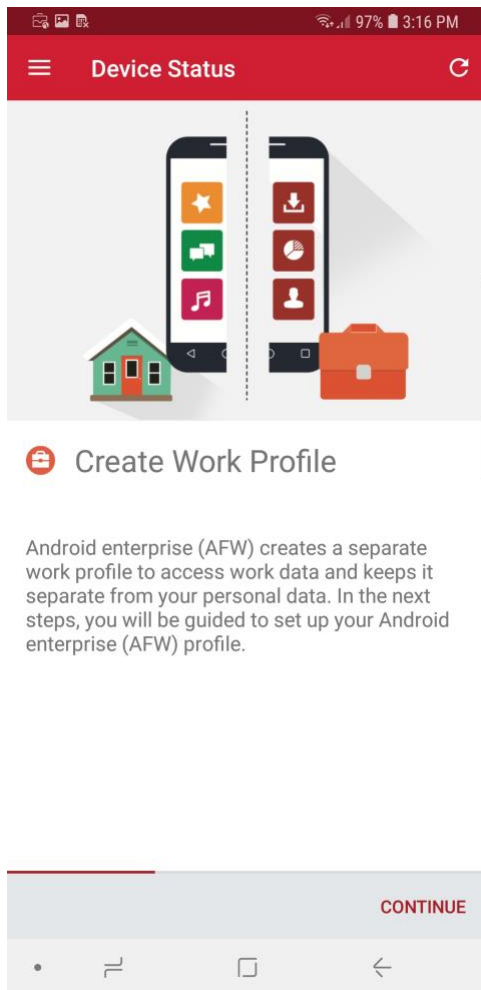 97% 3:16 PM
Device Status
Create Work Profile
Android enterprise (AFW) creates a separate
work profile to access work data and keeps it
separate from your personal data. In the next
steps, you will be guided to set up your Android
enterprise (AFW) profile.
CONTINUE